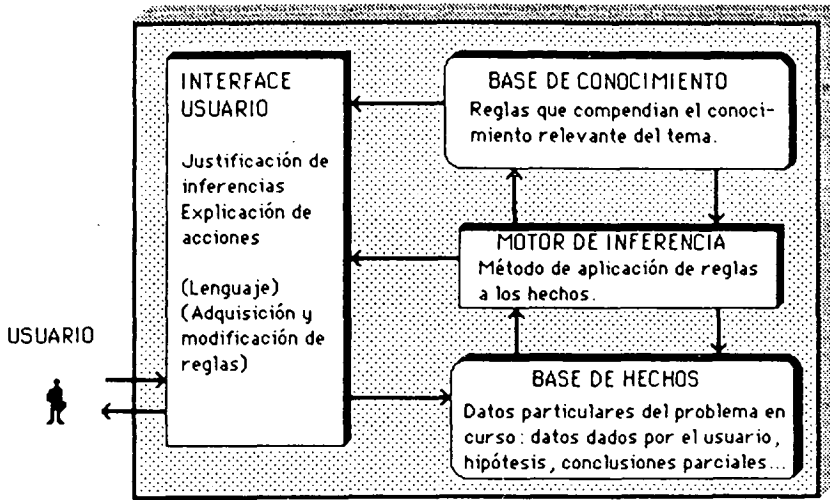 INTERFACE
USUARIO
Justificación de
inferencias
Explicación de
acciones
(Lenguaje)
(Adquisición y
modificación de
reglas)
USUARIO
BASE DE CONOCIMIENTO
Reglas que compendian el conoci-
miento relevante del tema.
MOTOR DE INFERENCIA
Método de aplicación de reglas
a los hechos.
BASE DE HECHOS
Datos particulares del problema en
curso: datos dados por el usuario,
hipótesis, conclusiones parciales...